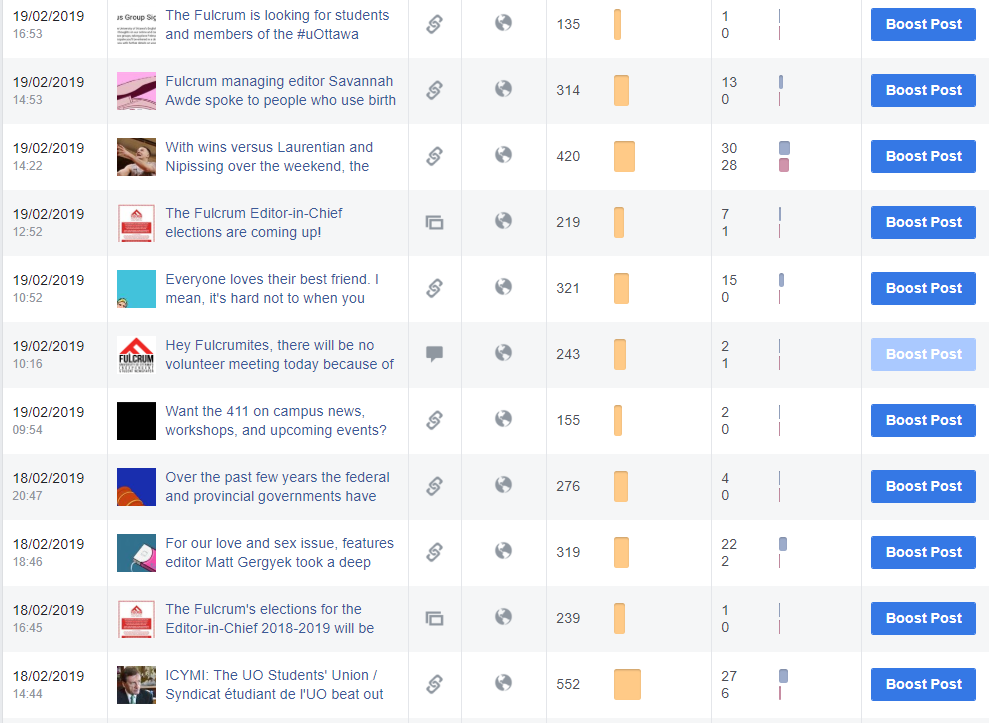 19/02/2019
16:53
The Fulcrum is looking for students
and members of the #uOttawa
135
1
0
Boost Post
19/02/2019
14:53
Fulcrum managing editor Savannah
Awde spoke to people who use birth
314
13
0
Boost Post
19/02/2019
14:22
With wins versus Laurentian and
Nipissing over the weekend, the
420
30
28
Boost Post
19/02/2019
12:52
The Fulcrum Editor-in-Chief
elections are coming up!
219
7
1
Boost Post
19/02/2019
10:52
Everyone loves their best friend. I
mean, it's hard not to when you
321
15
0
Boost Post
19/02/2019
10:16
FULCRUM
Hey Fulcrumites, there will be no
volunteer meeting today because of
243
2
1
Boost Post
19/02/2019
09:54
Want the 411 on campus news,
workshops, and upcoming events?
155
2
0
Boost Post
18/02/2019
20:47
Over the past few years the federal
and provincial governments have
276
4
0
Boost Post
18/02/2019
18:46
For our love and sex issue, features
editor Matt Gergyek took a deep
319
22
2
Boost Post
18/02/2019
16:45
The Fulcrum's elections for the
Editor-in-Chief 2018-2019 will be
239
1
0
Boost Post
18/02/2019
14:44
ICYMI: The UO Students' Union /
Syndicat étudiant de l'UO beat out
552
27
6
Boost Post